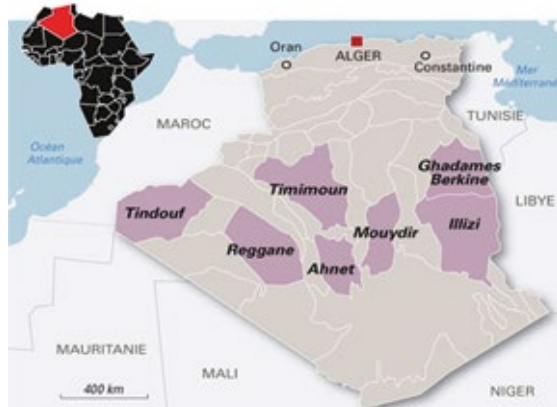 Oran
ALGER
Constantine
Mer
Méditerrané
MAROC
TUNISIE
Océan
Atlantique
Ghadames
Berkine
Timimoun
Tindouf
LIBYE
Mouydir
Illizi
Reggane
Ahnet
MAURITANIE
MALI
400 km
NIGER